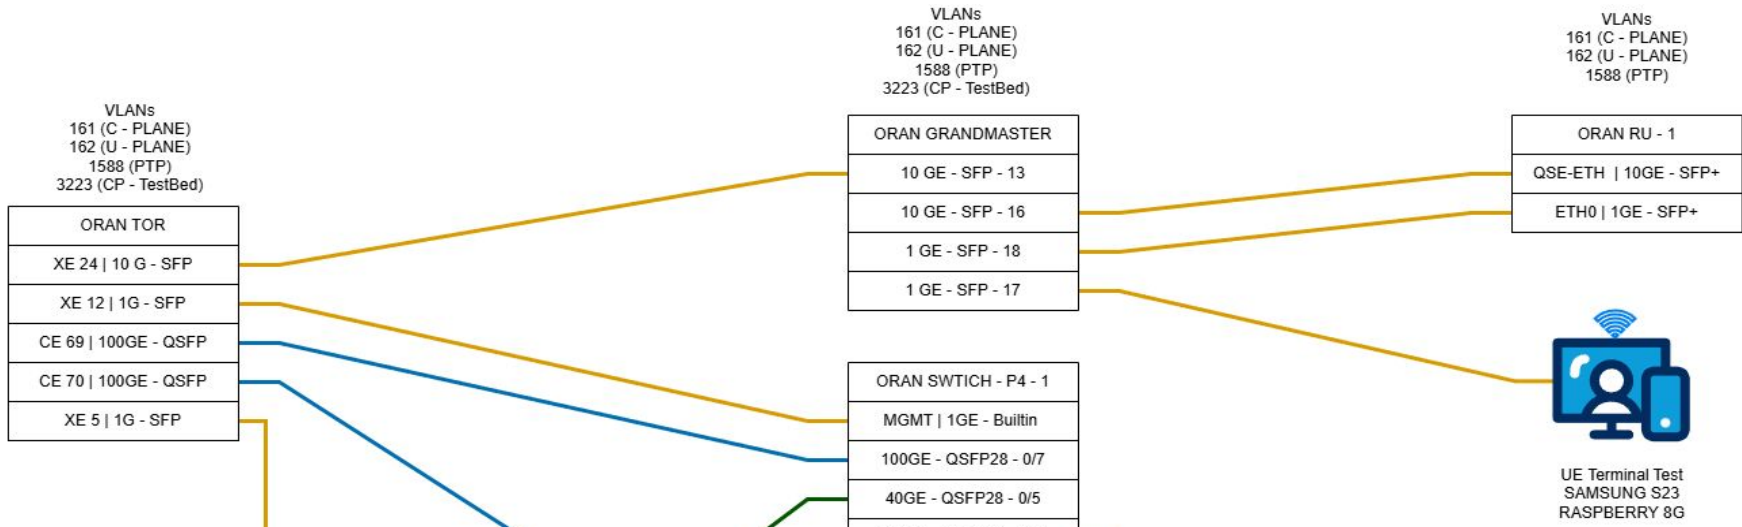 VLANs
161 (C - PLANE)
162 (U - PLANE)
1588 (PTP)
3223 (CP - TestBed)
ORAN TOR
XE 24 | 10 G - SFP
XE 12 | 1G - SFP
CE 69 | 100GE - QSFP
CE 70 | 100GE - QSFP
XE 5 | 1G - SFP
VLANs
161 (C - PLANE)
162 (U - PLANE)
1588 (PTP)
3223 (CP - TestBed)
ORAN GRANDMASTER
10 GE - SFP - 13
10 GE - SFP - 16
1 GE - SFP - 18
1 GE - SFP - 17
ORAN SWTICH - P4 - 1
MGMT | 1GE - Builtin
100GE - QSFP28 - 0/7
40GE - QSFP28 - 0/5
VLANs
161 (C - PLANE)
162 (U - PLANE)
1588 (PTP)
ORAN RU - 1
QSE-ETH | 10GE - SFP+
ETH0 | 1GE - SFP+
UE Terminal Test
SAMSUNG S23
RASPBERRY 8G